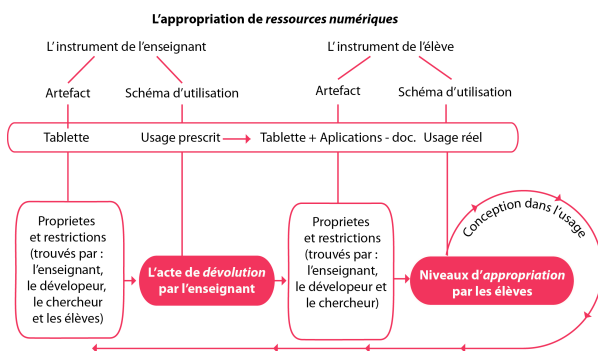 L'appropriation de ressources numériques
L'instrument de l'enseignant
L'instrument de l'élève
Artefact
Schéma d'utilisation
Artefact
Schéma d'utilisation
Tablette
Usage prescrit
Tablette + Aplications - doc.
Usage réel
Proprietes
et restrictions
(trouvés par :
l'enseignant,
le dévelopeur,
le chercheur
et les élèves)
L'acte de dévolution
par l'enseignant
Proprietes
et restrictions
(trouvés par :
l'enseignant,
le dévelopeur et
le chercheur)
Niveaux d'appropriation
par les élèves
Conception dans l'usage